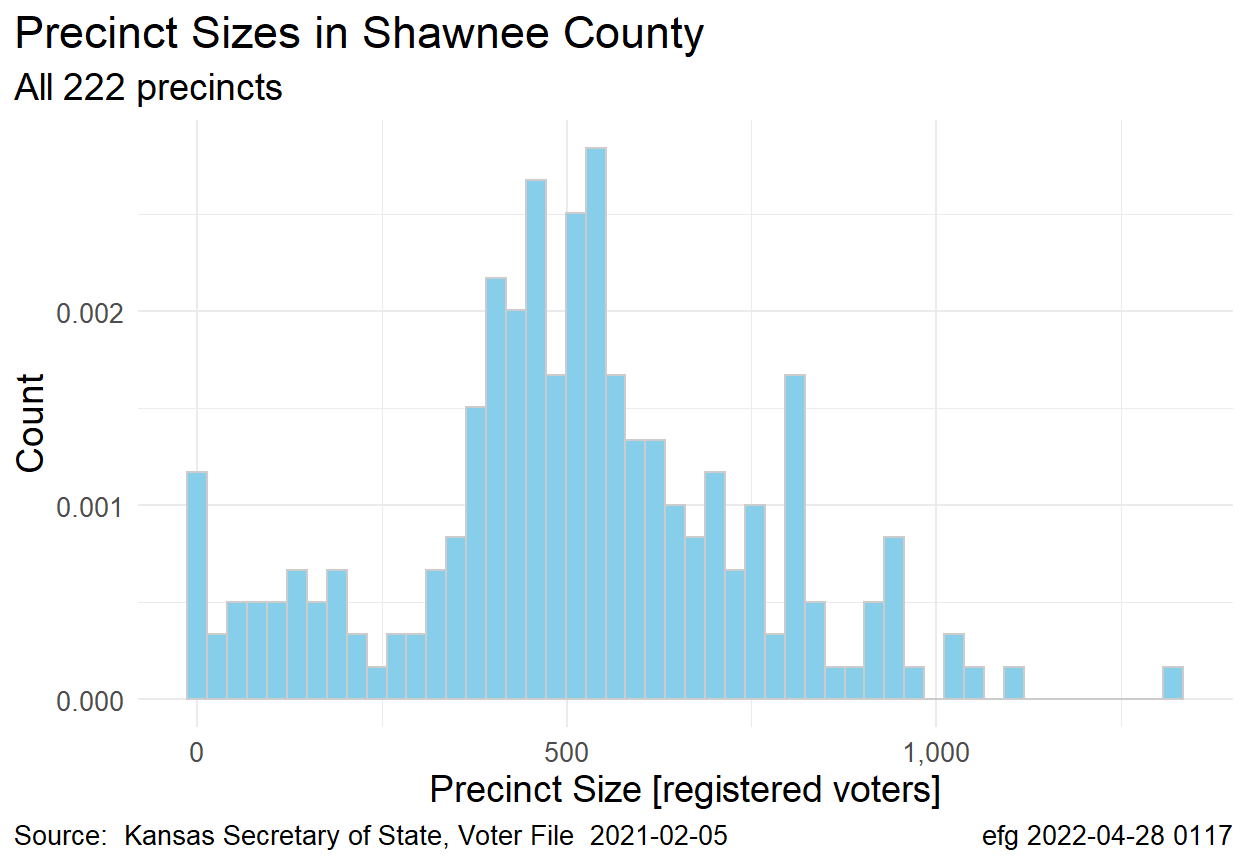 Precinct Sizes in Shawnee County
All 222 precincts
Count
0.002
0.001
0.000
0 500 1,000
Precinct Size [registered voters]
Source:  Kansas Secretary of State, Voter File  2021-02-05
efg 2022-04-28 0117